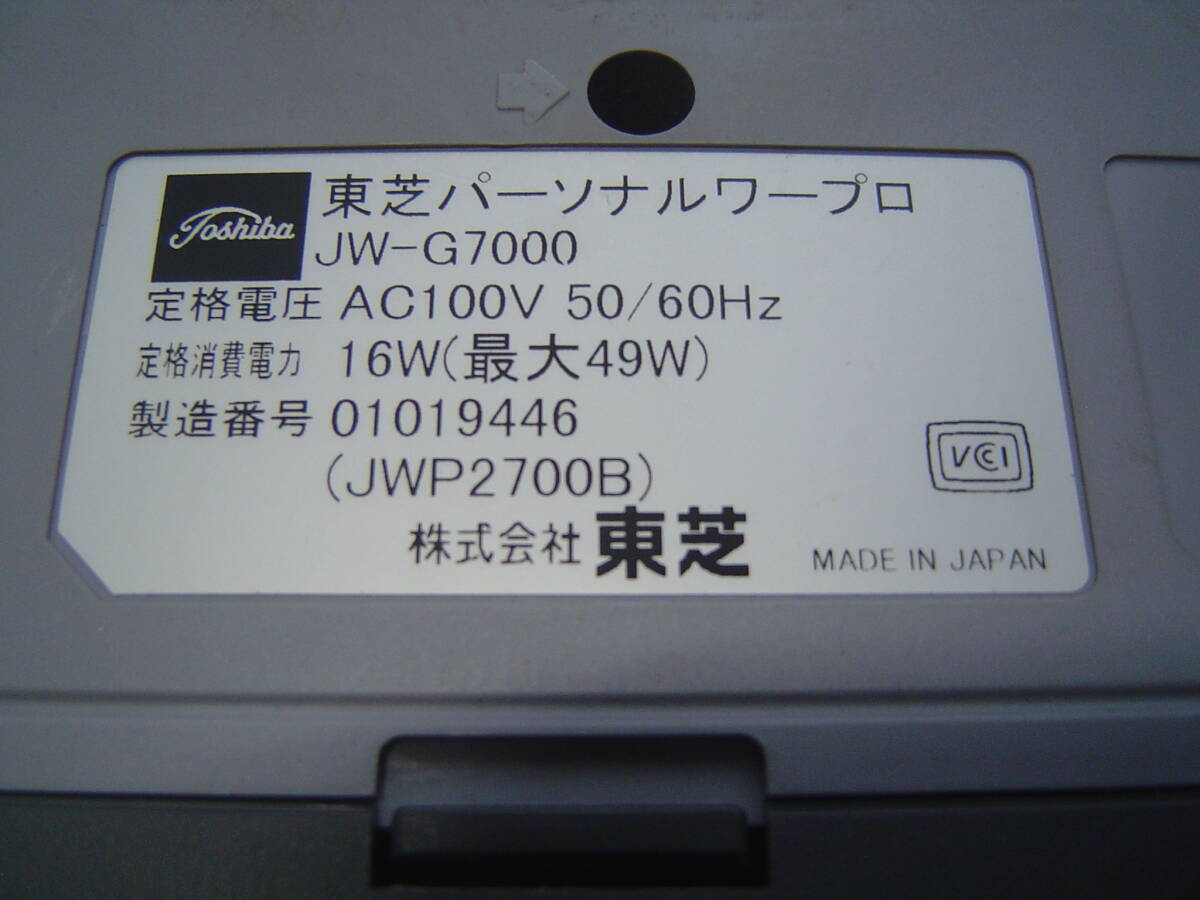 Toshiba
東芝パーソナルワープロ
JW-G7000
定格電圧 AC100V 50/60Hz
定格消費電力 16W(最大49W)
製造番号 01019446
(JWP2700B)
VCCI
株式会社 東芝
MADE IN JAPAN